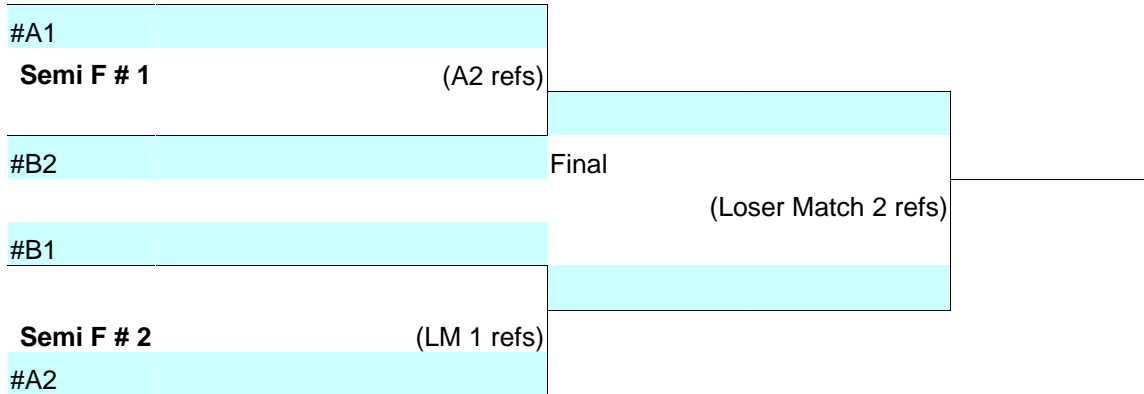 #A1
Semi F # 1 (A2 refs)
#B2 Final
(Loser Match 2 refs)
#B1
Semi F # 2 (LM 1 refs)
#A2